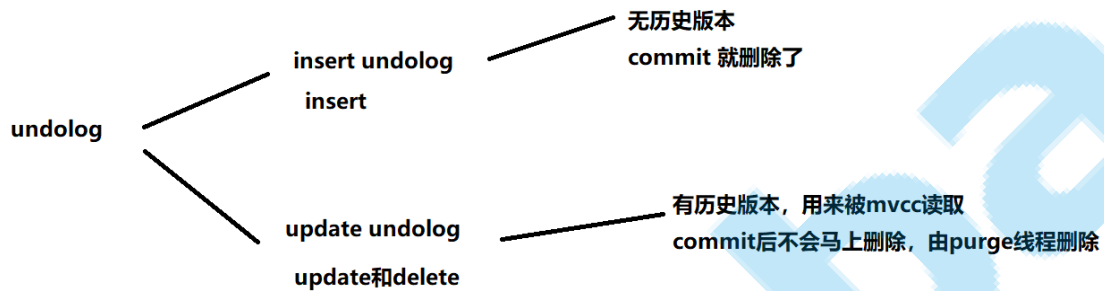 无历史版本
commit 就删除了
insert undolog
insert
undolog
有历史版本，用来被mvcc读取
commit后不会马上删除，由purge线程删除
update undolog
update和delete